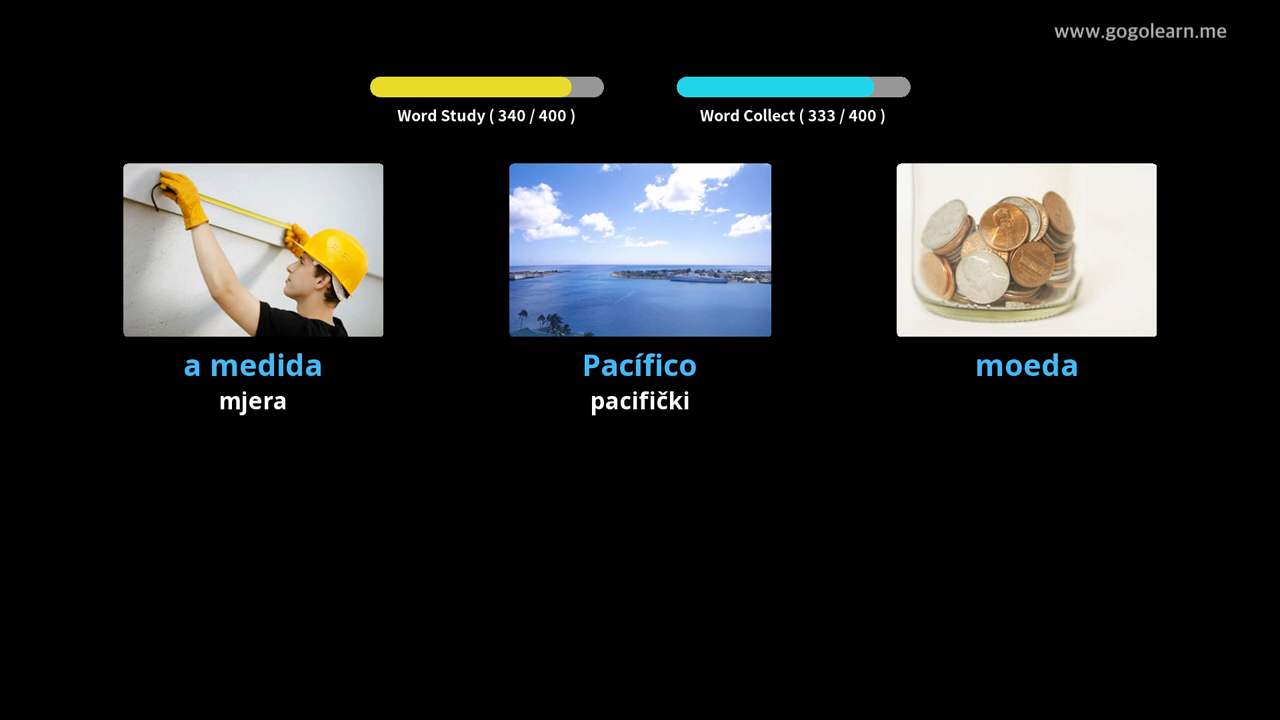 www.gogolearn.me
Word Study ( 340 / 400 )
Word Collect ( 333 / 400 )
a medida
mjera
Pacífico
pacifički
moeda